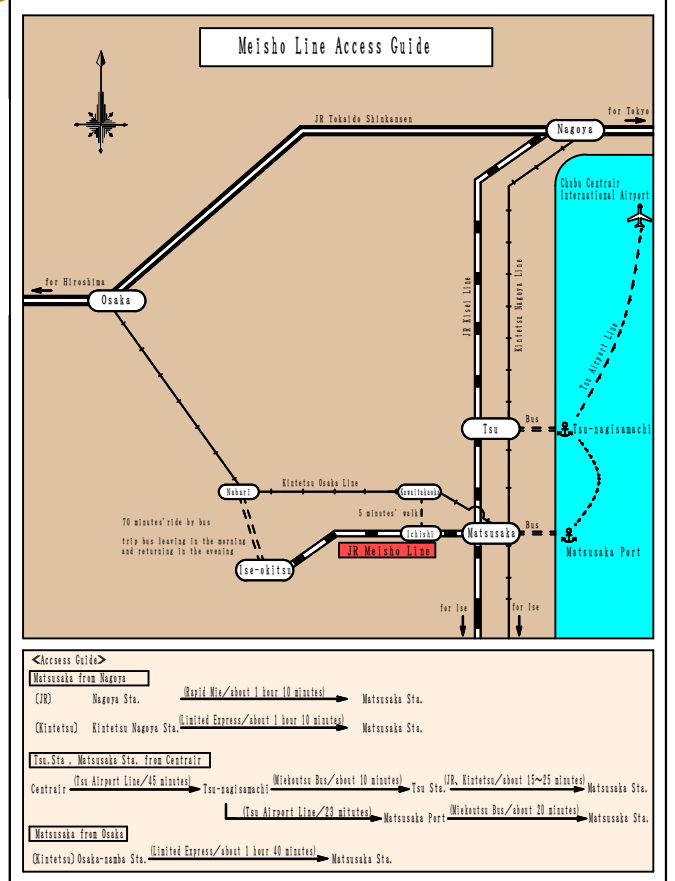 Meisho Line Access Guide
for Tokyo
JR Tokaido Shinkansen
Nagoya
Chubu Centrair
International Airport
for Hiroshima
Osaka
JR Kisei Line
Kintetsu Nagoya Line
Tsu Airport Line
Tsu
Bus
Tsu-nagisamachi
Kintetsu Osaka Line
Nabari
Kawaitakaoka
70 minutes'ride by bus
5 minutes' walk
trip bus leaving in the morning
and returning in the evening
Ichishi
Matsusaka
Bus
JR Meisho Line
Matsusaka Port
Ise-okitsu
for Ise
for Ise
<Accsess Guide>
Matsusaka from Nagoya
(JR) Nagoya Sta. (Rapid Mie/about 1 hour 10 minutes) Matsusaka Sta.
(Kintetsu) Kintetsu Nagoya Sta. (Limited Express/about 1 hour 10 minutes) Matsusaka Sta.
Tsu.Sta , Matsusaka Sta. from Centrair
Centrair (Tsu Airport Line/45 minutes) Tsu-nagisamachi (Miekoutsu Bus/about 10 minutes) Tsu Sta. (JR、Kintetsu/about 15〜25 minutes) Matsusaka Sta.
(Tsu Airport Line/23 mitutes) Matsusaka Port (Miekoutsu Bus/about 20 minutes) Matsusaka Sta.
Matsusaka from Osaka
(Kintetsu) Osaka-namba Sta. (Limited Express/about 1 hour 40 minutes) Matsusaka Sta.